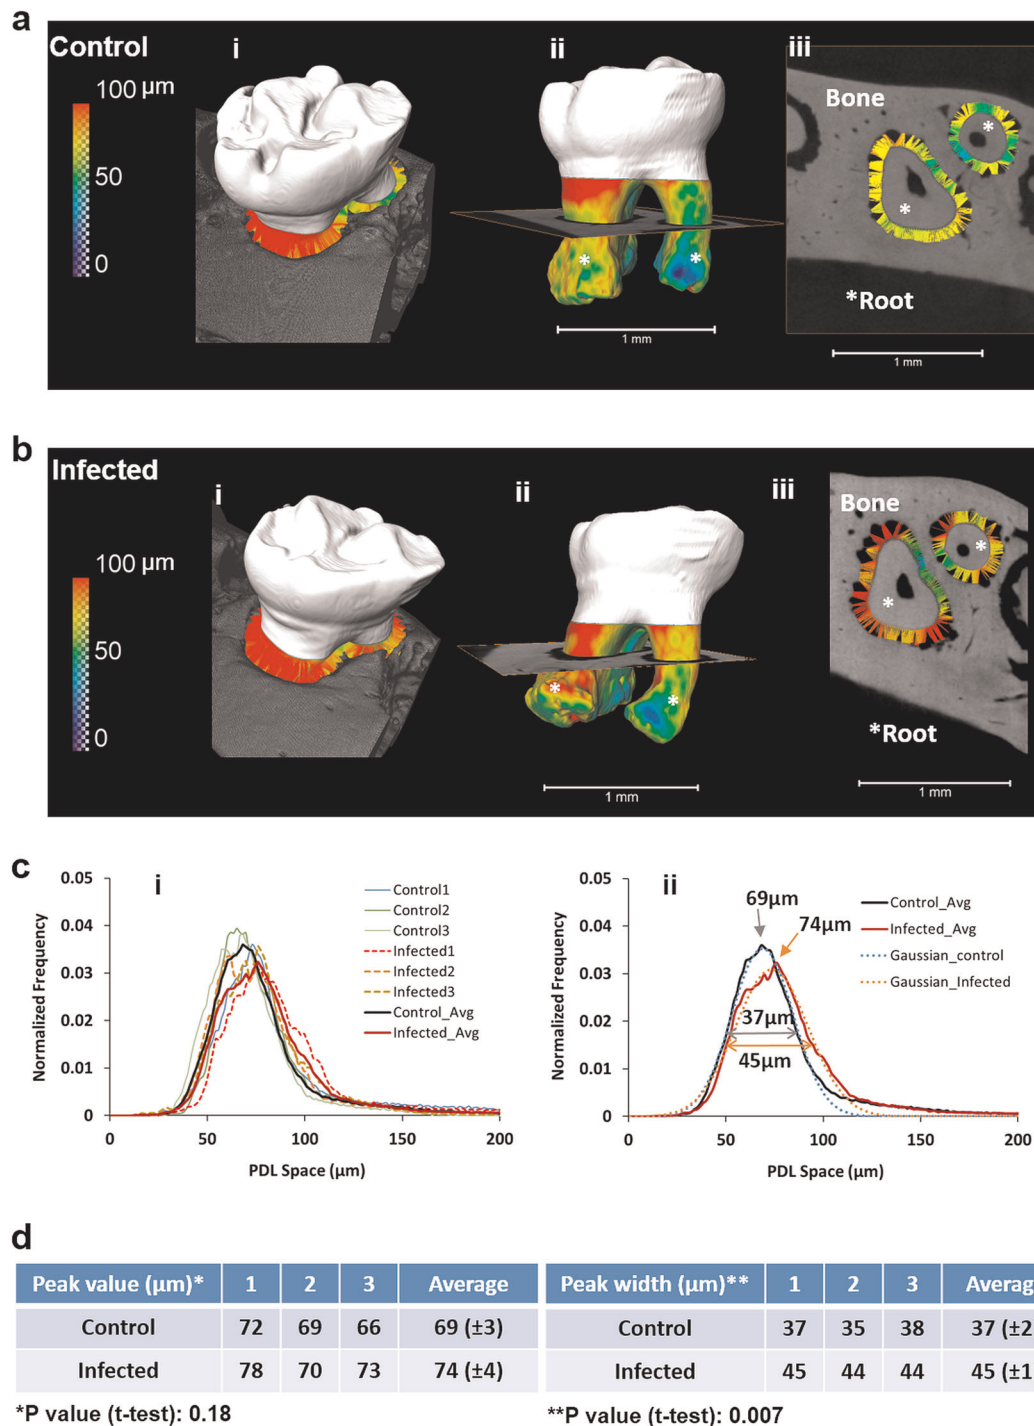 a
Control
i
ii
iii
100 µm
50
0
Bone
*
*
*
*
*Root
1 mm
1 mm
b
Infected
i
ii
iii
100 µm
50
0
Bone
*
*
*
*
*Root
1 mm
1 mm
c
i
Normalized Frequency
0.05
0.04
0.03
0.02
0.01
0
0 50 100 150 200
PDL Space (µm)
Control1
Control2
Control3
Infected1
Infected2
Infected3
Control_Avg
Infected_Avg
ii
Normalized Frequency
0.05
0.04
0.03
0.02
0.01
0
0 50 100 150 200
PDL Space (µm)
69µm
74µm
37µm
45µm
Control_Avg
Infected_Avg
Gaussian_control
Gaussian_Infected
d
Peak value (µm)* 1 2 3 Average
Control 72 69 66 69 (±3)
Infected 78 70 73 74 (±4)
*P value (t-test): 0.18
Peak width (µm)** 1 2 3 Averag
Control 37 35 38 37 (±2
Infected 45 44 44 45 (±1
**P value (t-test): 0.007